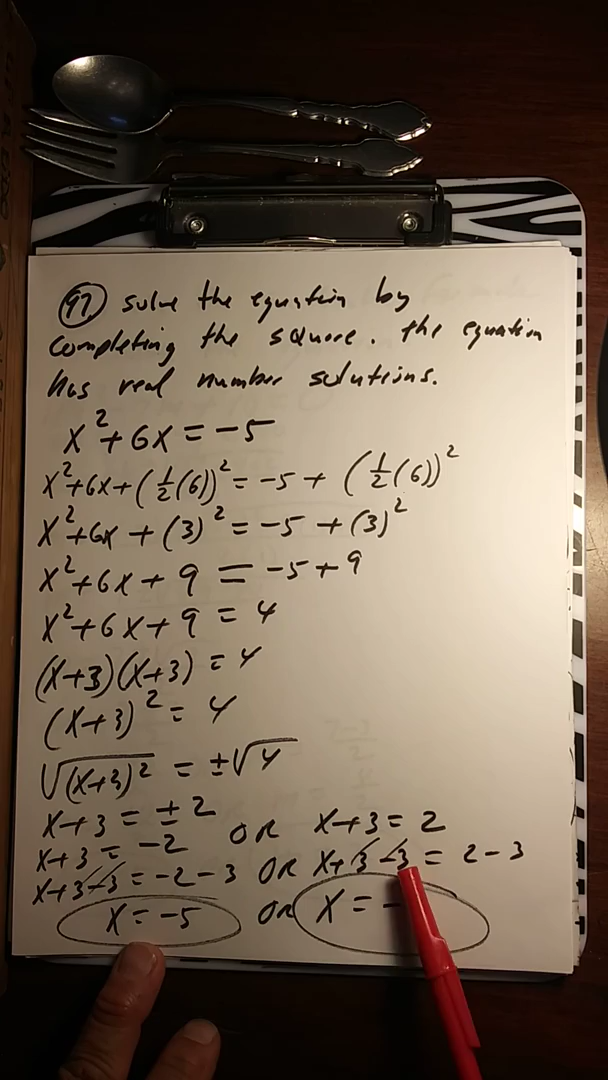 97 solve the equation by
completing the square. the equation
has real number solutions.
x² + 6x = -5
x² + 6x + (1/2(6))² = -5 + (1/2(6))²
x² + 6x + (3)² = -5 + (3)²
x² + 6x + 9 = -5 + 9
x² + 6x + 9 = 4
(x+3)(x+3) = 4
(x+3)² = 4
√(x+3)² = ±√4
x+3 = ±2
x+3 = -2 OR x+3 = 2
x+3-3 = -2-3 OR x+3-3 = 2-3
x = -5 OR x = -